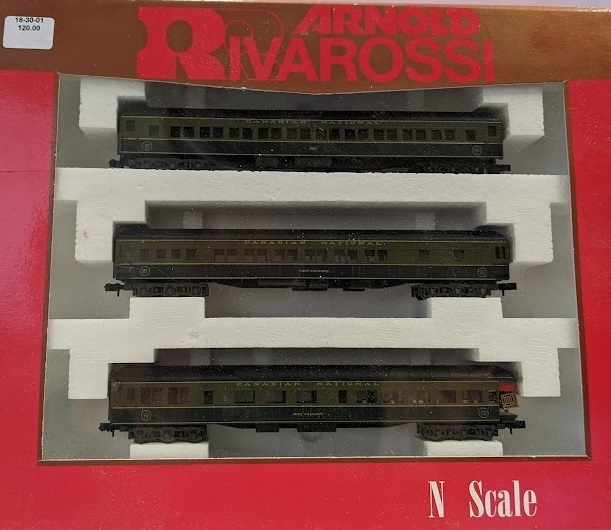 18-30-01
120.00
ARNOLD
RIVAROSSI
CANADIAN NATIONAL
CANADIAN NATIONAL
CANADIAN NATIONAL
N Scale